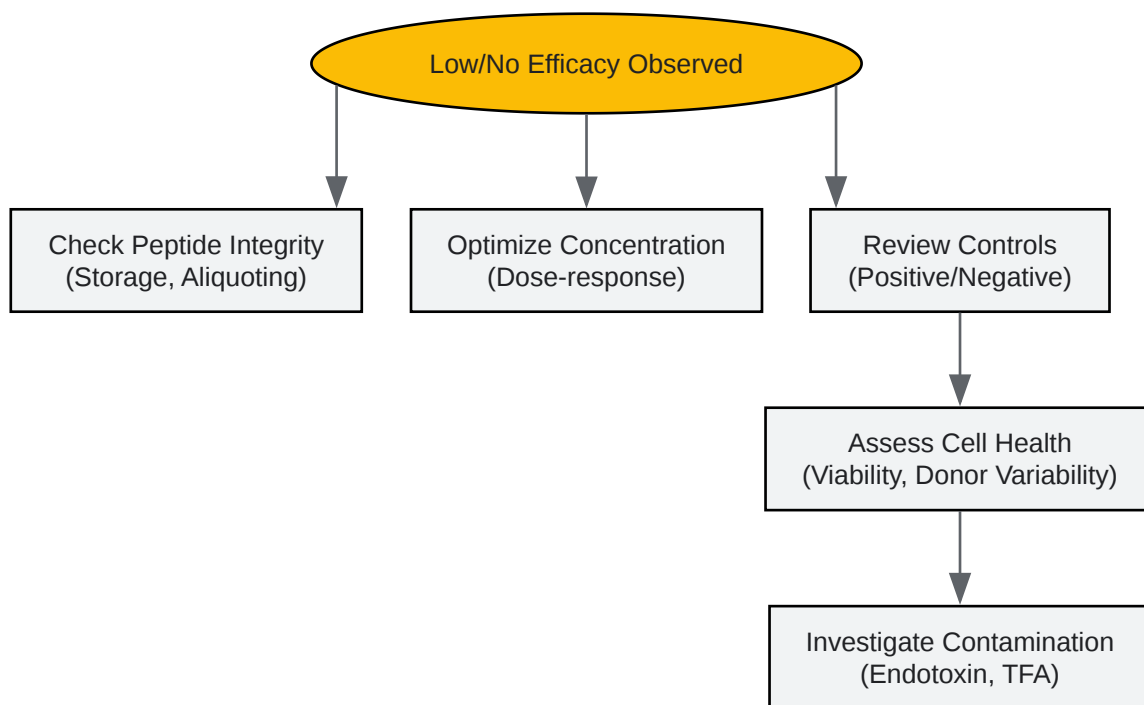 Low/No Efficacy Observed
Check Peptide Integrity
(Storage, Aliquoting)
Optimize Concentration
(Dose-response)
Review Controls
(Positive/Negative)
Assess Cell Health
(Viability, Donor Variability)
Investigate Contamination
(Endotoxin, TFA)